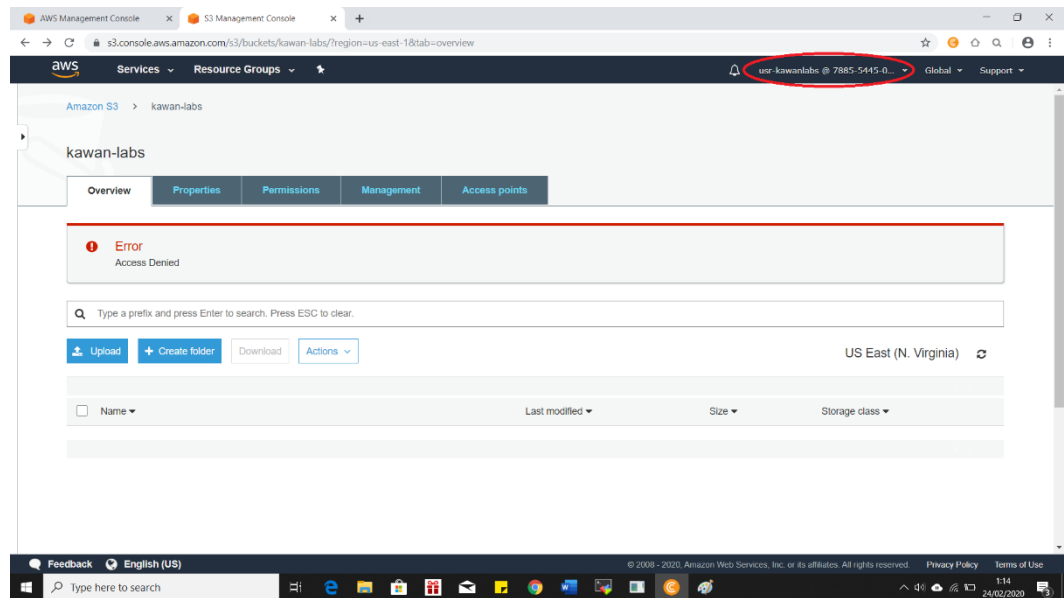 AWS Management Console
S3 Management Console
s3.console.aws.amazon.com/s3/buckets/kawan-labs/?region=us-east-1&tab=overview
aws
Services
Resource Groups
usr-kawanlabs @ 7885-5445-0...
Global
Support
Amazon S3 > kawan-labs
kawan-labs
Overview
Properties
Permissions
Management
Access points
Error
Access Denied
Type a prefix and press Enter to search. Press ESC to clear.
Upload
+ Create folder
Download
Actions
US East (N. Virginia)
Name
Last modified
Size
Storage class
Feedback
English (US)
© 2008 - 2020, Amazon Web Services, Inc. or its affiliates. All rights reserved.
Privacy Policy
Terms of Use
Type here to search
1:14
24/02/2020